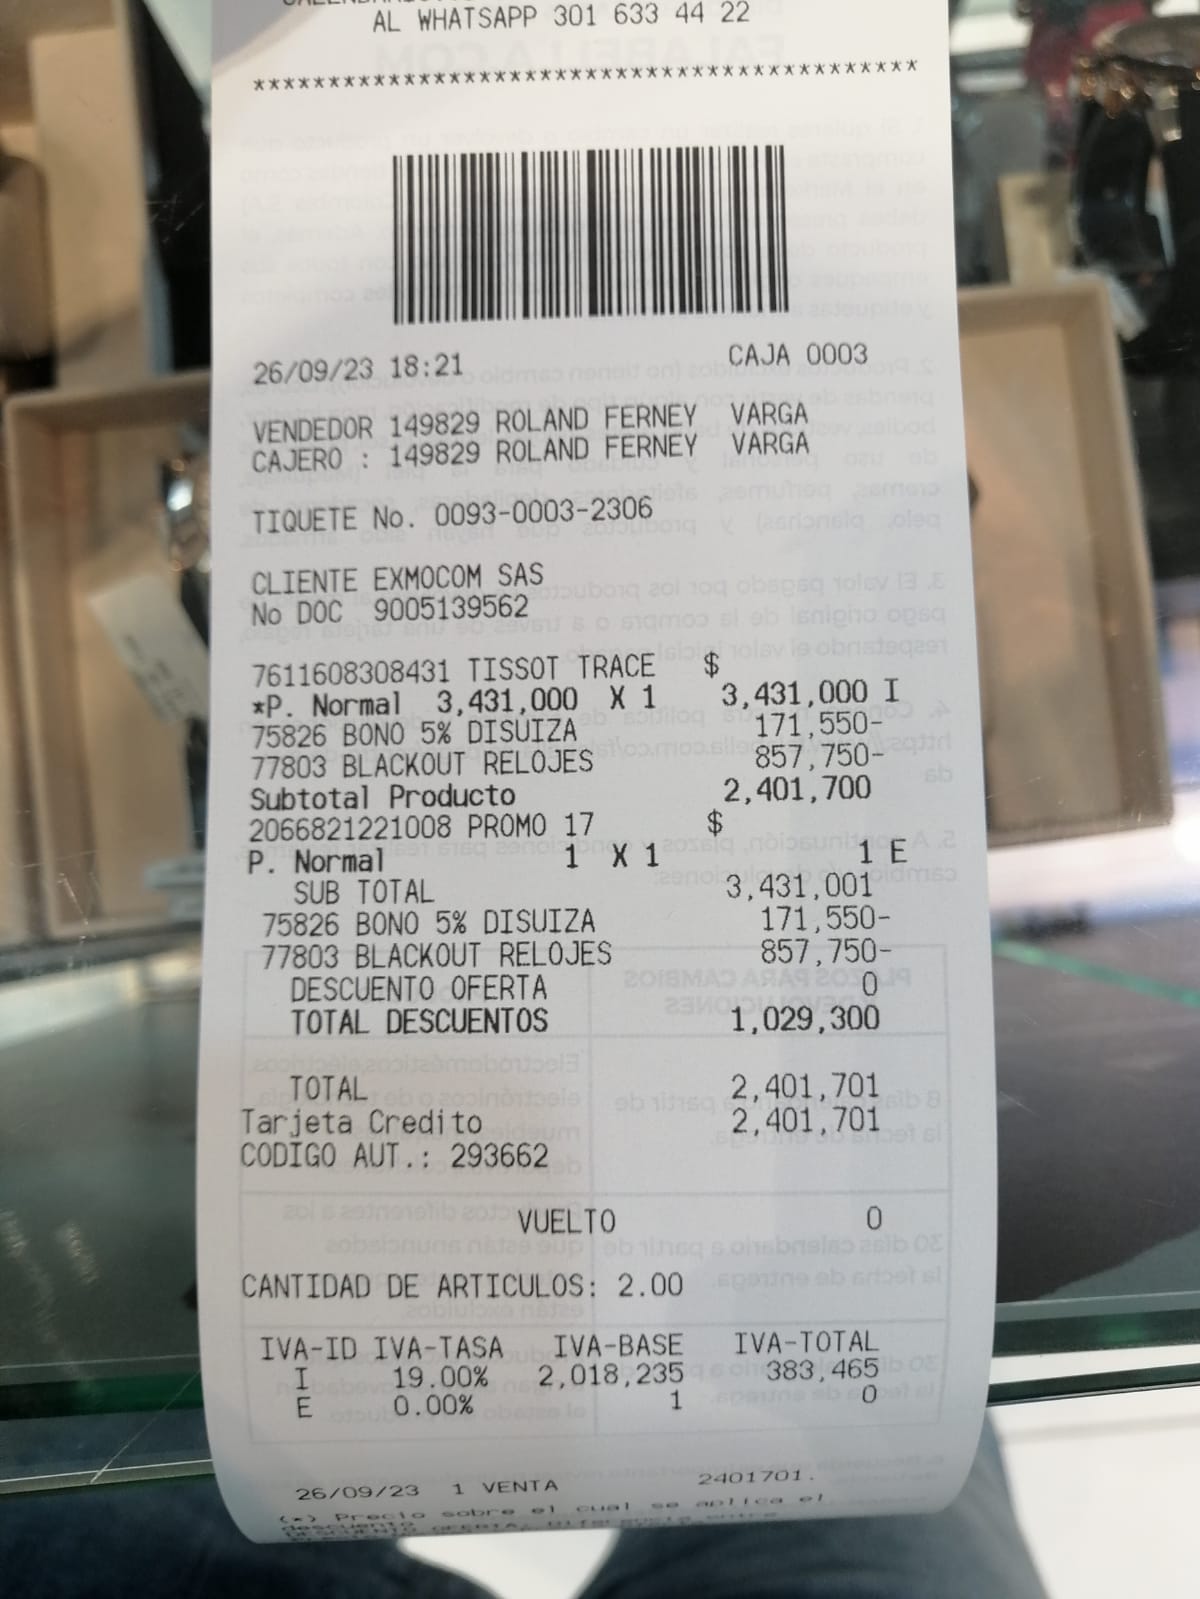 AL WHATSAPP 301 633 44 22
********************************************
26/09/23 18:21 CAJA 0003
VENDEDOR 149829 ROLAND FERNEY VARGA
CAJERO : 149829 ROLAND FERNEY VARGA
TIQUETE No. 0093-0003-2306
CLIENTE EXMOCOM SAS
No DOC 9005139562
7611608308431 TISSOT TRACE $
*P. Normal 3,431,000 X 1 3,431,000 I
75826 BONO 5% DISUIZA 171,550-
77803 BLACKOUT RELOJES 857,750-
Subtotal Producto 2,401,700
2066821221008 PROMO 17 $
P. Normal 1 X 1 1 E
SUB TOTAL 3,431,001
75826 BONO 5% DISUIZA 171,550-
77803 BLACKOUT RELOJES 857,750-
DESCUENTO OFERTA 0
TOTAL DESCUENTOS 1,029,300
TOTAL 2,401,701
Tarjeta Credito 2,401,701
CODIGO AUT.: 293662
VUELTO 0
CANTIDAD DE ARTICULOS: 2.00
IVA-ID IVA-TASA IVA-BASE IVA-TOTAL
I 19.00% 2,018,235 383,465
E 0.00% 1 0
26/09/23 1 VENTA 2401701.
(*) Precio sobre el cual se aplica el
descuento